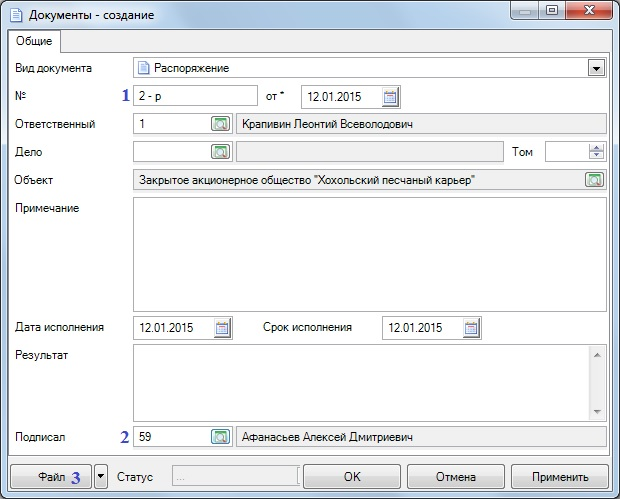 Документы - создание
Общие
Вид документа Распоряжение
№ 1 2 - р от * 12.01.2015
Ответственный 1 Крапивин Леонтий Всеволодович
Дело Том
Объект Закрытое акционерное общество "Хохольский песчаный карьер"
Примечание
Дата исполнения 12.01.2015 Срок исполнения 12.01.2015
Результат
Подписал 2 59 Афанасьев Алексей Дмитриевич
Файл 3 Статус ... OK Отмена Применить